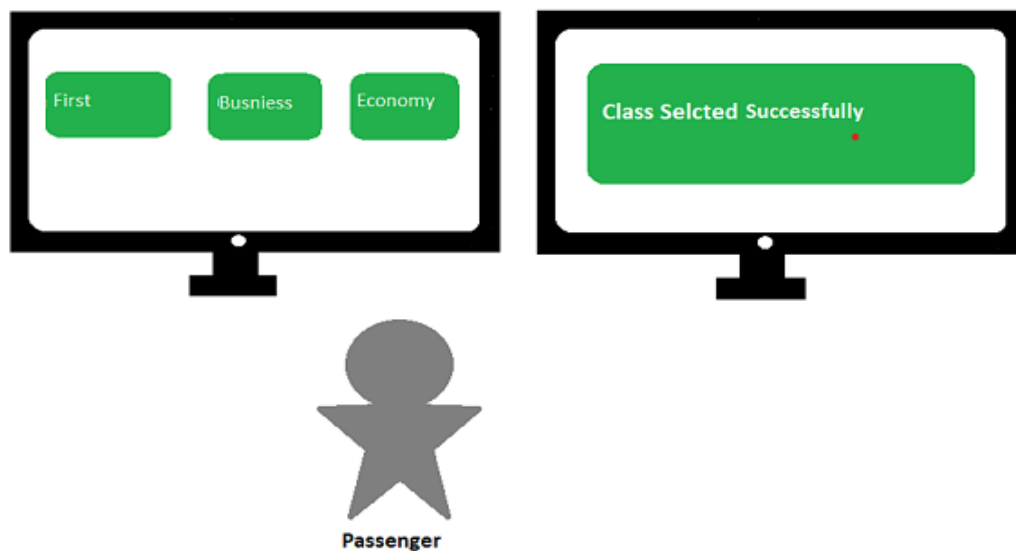 First
Busniess
Economy
Class Selcted Successfully
Passenger